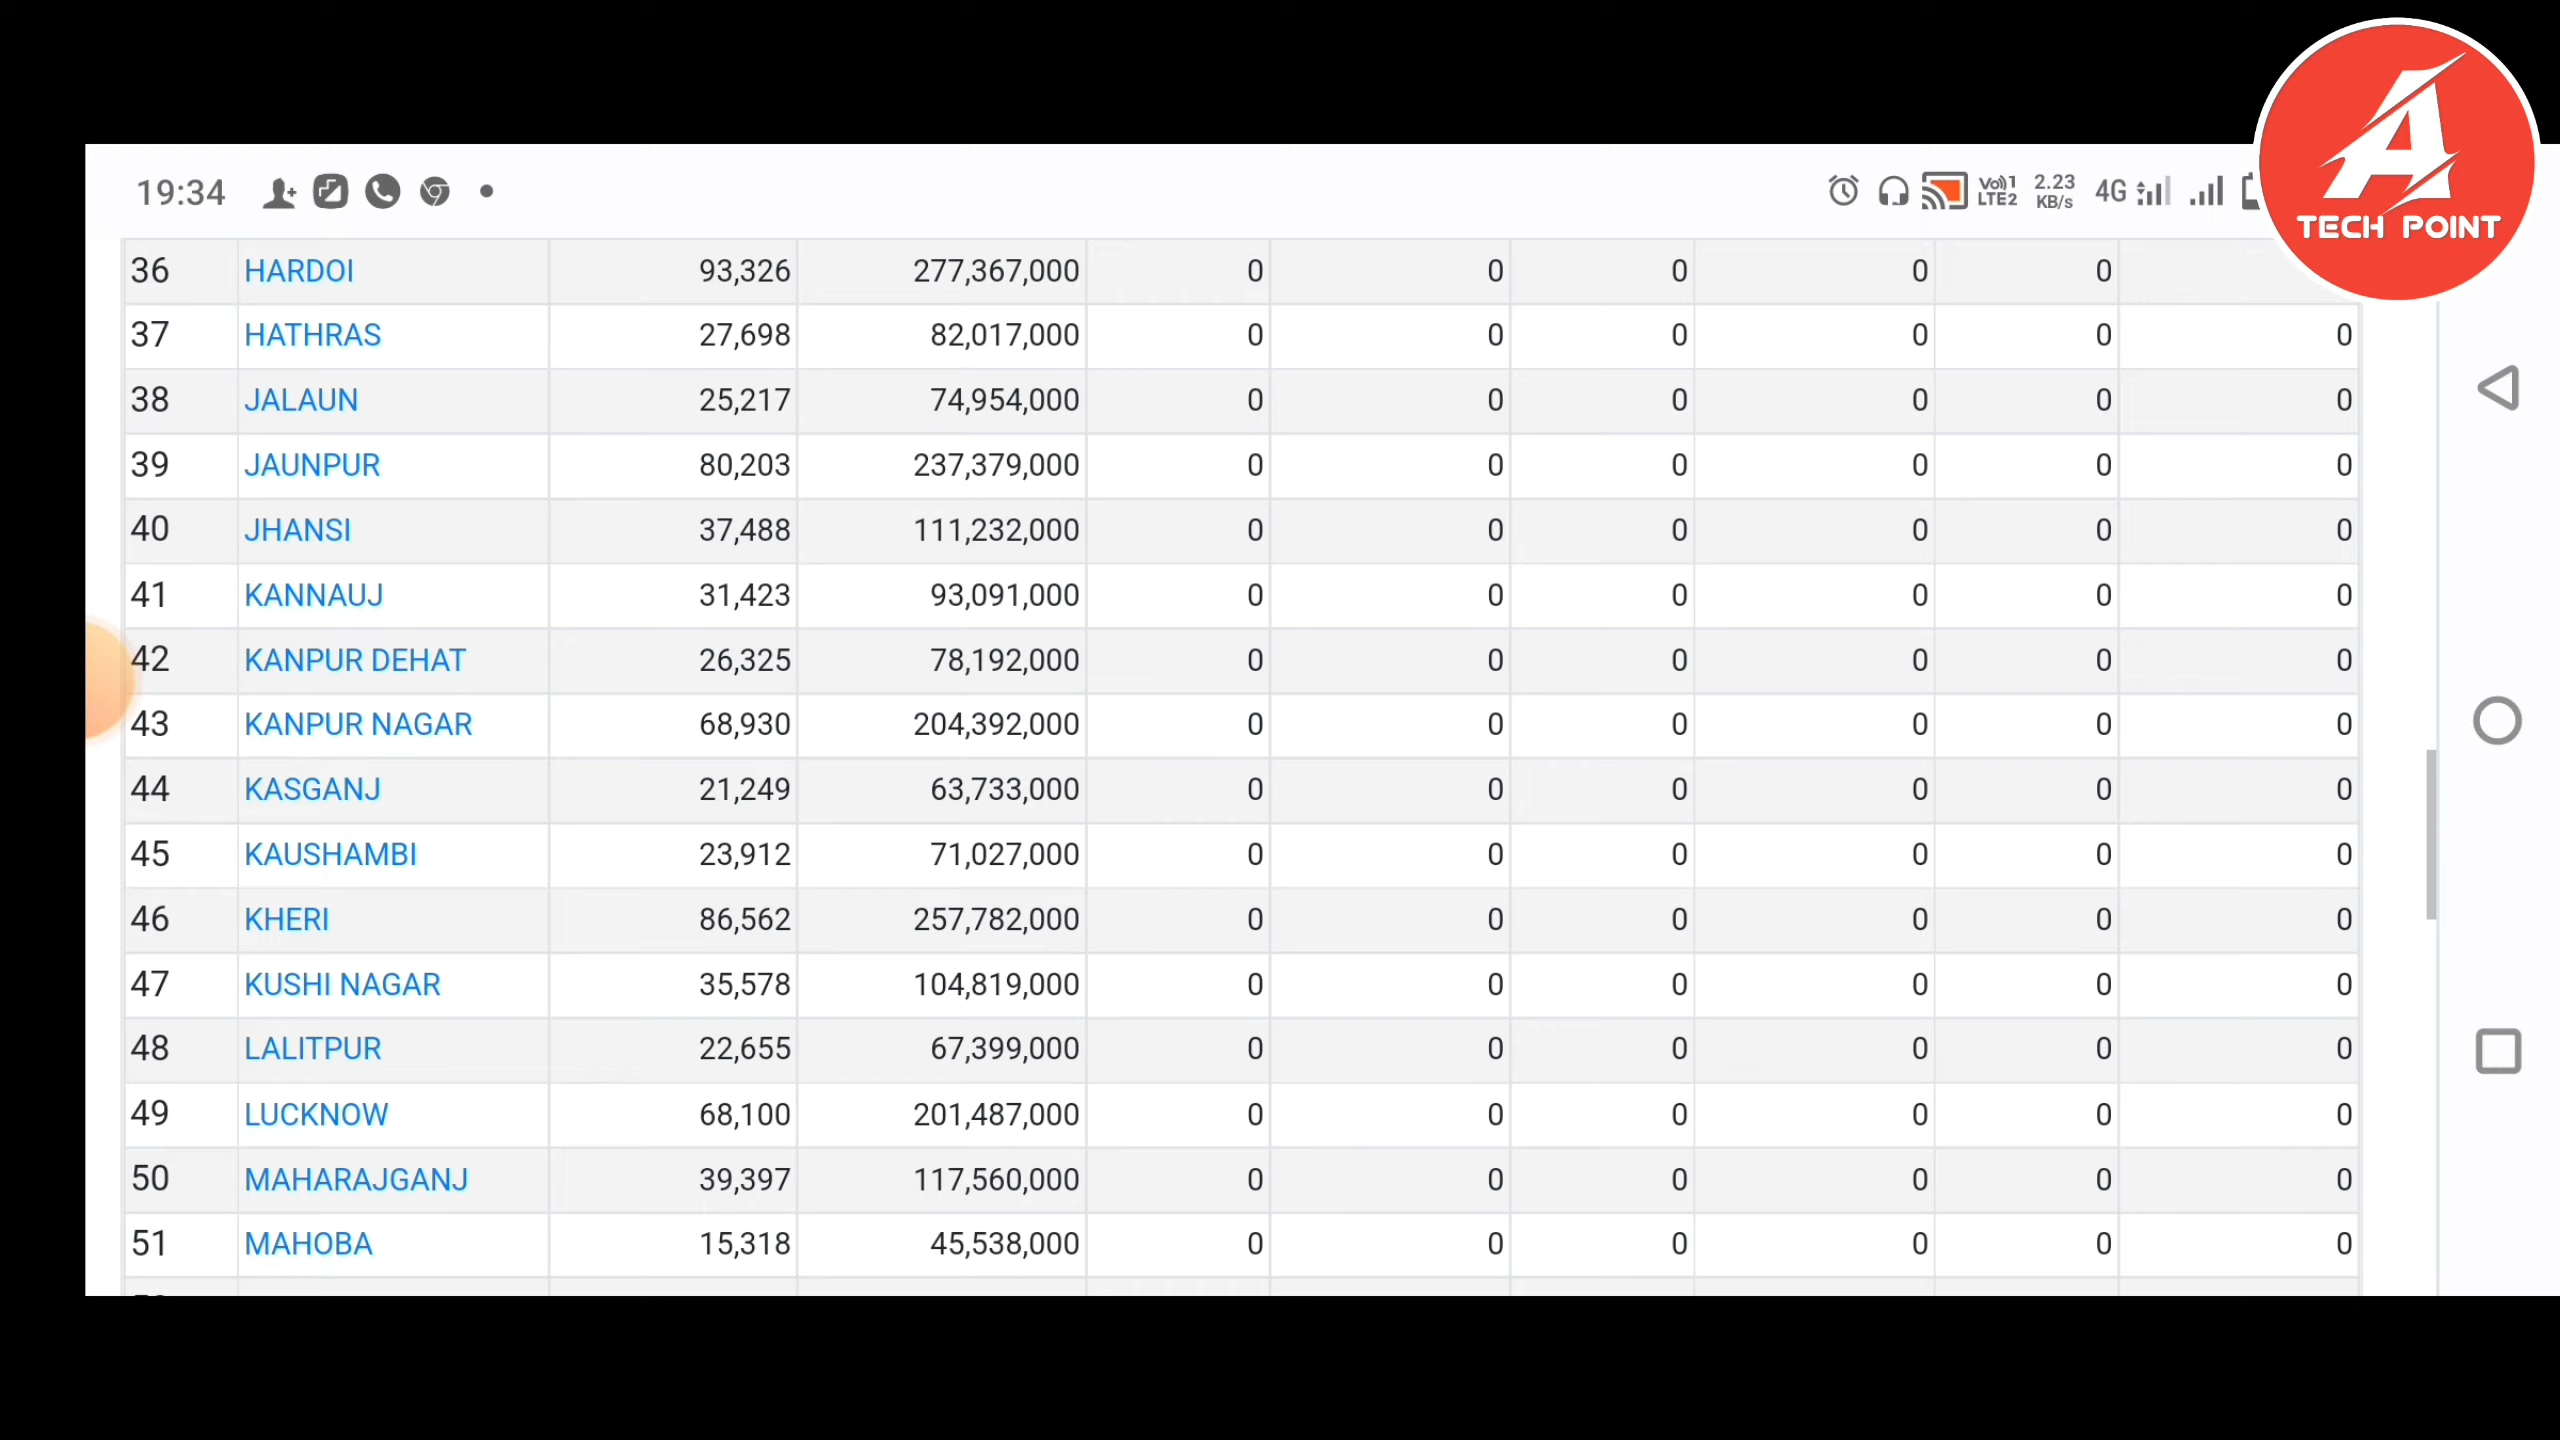 19:34 Vo)) 1 LTE2 2.23 KB/s 4G
A
TECH POINT
36 HARDOI 93,326 277,367,000 0 0 0 0 0
37 HATHRAS 27,698 82,017,000 0 0 0 0 0 0
38 JALAUN 25,217 74,954,000 0 0 0 0 0 0
39 JAUNPUR 80,203 237,379,000 0 0 0 0 0 0
40 JHANSI 37,488 111,232,000 0 0 0 0 0 0
41 KANNAUJ 31,423 93,091,000 0 0 0 0 0 0
42 KANPUR DEHAT 26,325 78,192,000 0 0 0 0 0 0
43 KANPUR NAGAR 68,930 204,392,000 0 0 0 0 0 0
44 KASGANJ 21,249 63,733,000 0 0 0 0 0 0
45 KAUSHAMBI 23,912 71,027,000 0 0 0 0 0 0
46 KHERI 86,562 257,782,000 0 0 0 0 0 0
47 KUSHI NAGAR 35,578 104,819,000 0 0 0 0 0 0
48 LALITPUR 22,655 67,399,000 0 0 0 0 0 0
49 LUCKNOW 68,100 201,487,000 0 0 0 0 0 0
50 MAHARAJGANJ 39,397 117,560,000 0 0 0 0 0 0
51 MAHOBA 15,318 45,538,000 0 0 0 0 0 0